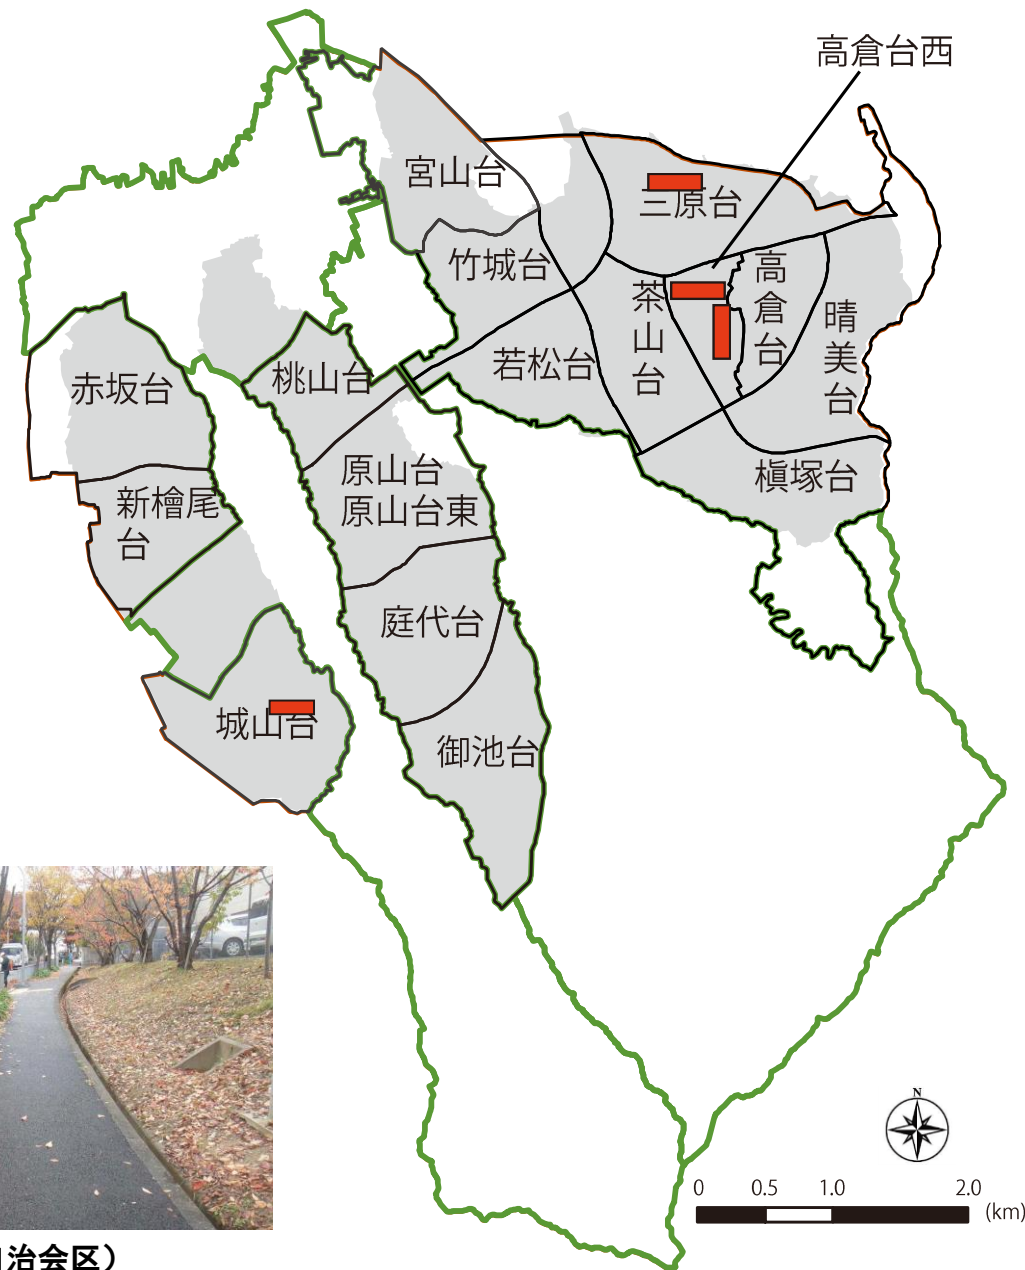 高倉台西
宮山台
三原台
竹城台
高倉台
茶山台
晴美台
若松台
桃山台
赤坂台
原山台
原山台東
槇塚台
新檜尾
台
庭代台
城山台
御池台
N
0 0.5 1.0 2.0
(km)
治会区）